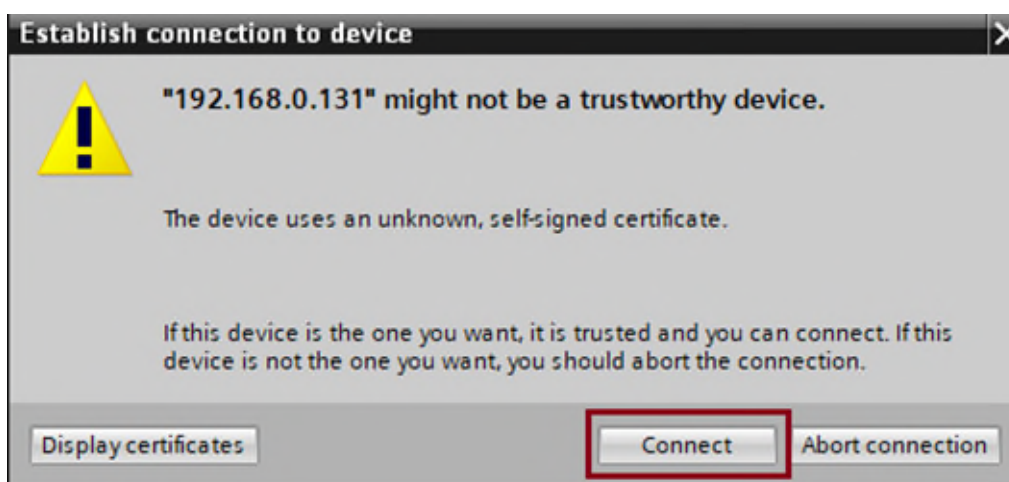 Establish connection to device
"192.168.0.131" might not be a trustworthy device.
The device uses an unknown, self-signed certificate.
If this device is the one you want, it is trusted and you can connect. If this
device is not the one you want, you should abort the connection.
Display certificates
Connect
Abort connection